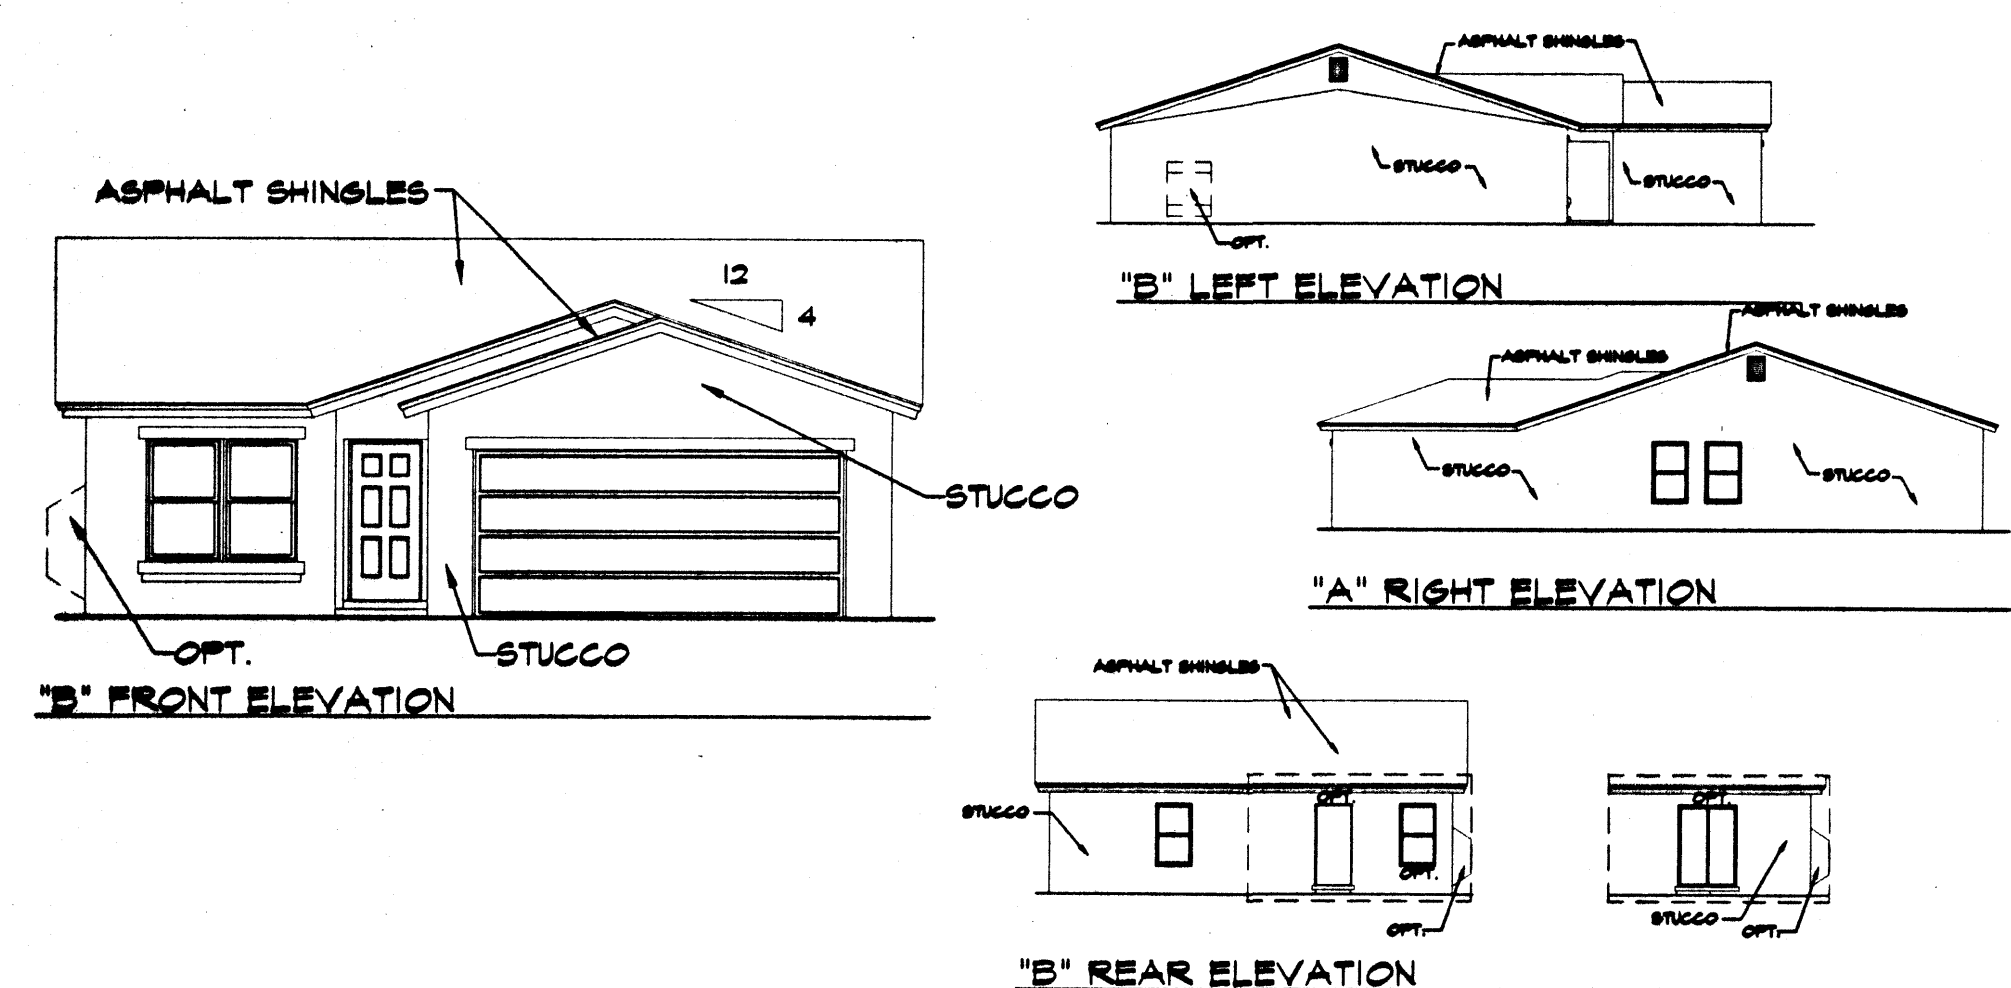 ASPHALT SHINGLES
12
4
STUCCO
OPT.
STUCCO
"B" FRONT ELEVATION
ASPHALT SHINGLES
STUCCO
STUCCO
OPT.
"B" LEFT ELEVATION
ASPHALT SHINGLES
ASPHALT SHINGLES
STUCCO
STUCCO
"A" RIGHT ELEVATION
ASPHALT SHINGLES
OPT.
OPT.
STUCCO
OPT.
STUCCO
OPT.
OPT.
"B" REAR ELEVATION